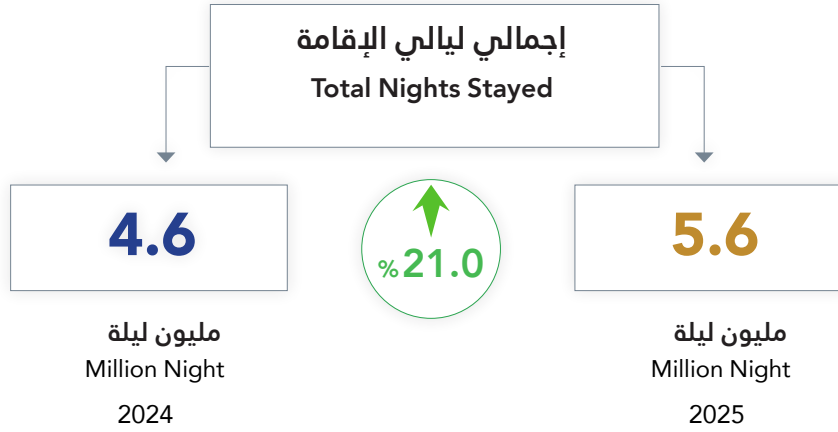 إجمالي ليالي الإقامة
Total Nights Stayed
4.6
%21.0
5.6
مليون ليلة
Million Night
2024
مليون ليلة
Million Night
2025